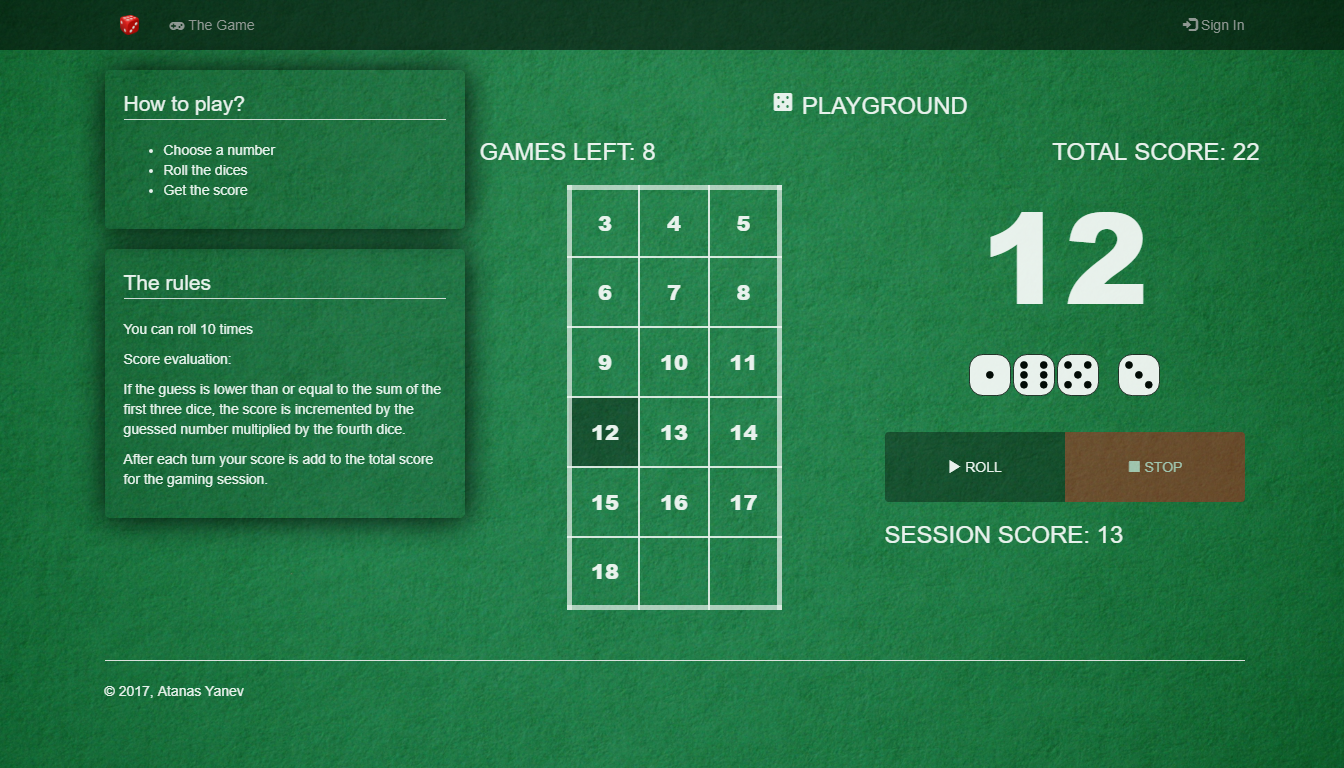 The Game
Sign In
How to play?
Choose a number
Roll the dices
Get the score
The rules
You can roll 10 times
Score evaluation:
If the guess is lower than or equal to the sum of the
first three dice, the score is incremented by the
guessed number multiplied by the fourth dice.
After each turn your score is add to the total score
for the gaming session.
PLAYGROUND
GAMES LEFT: 8
TOTAL SCORE: 22
3 4 5
6 7 8
9 10 11
12 13 14
15 16 17
18
12
ROLL
STOP
SESSION SCORE: 13
© 2017, Atanas Yanev